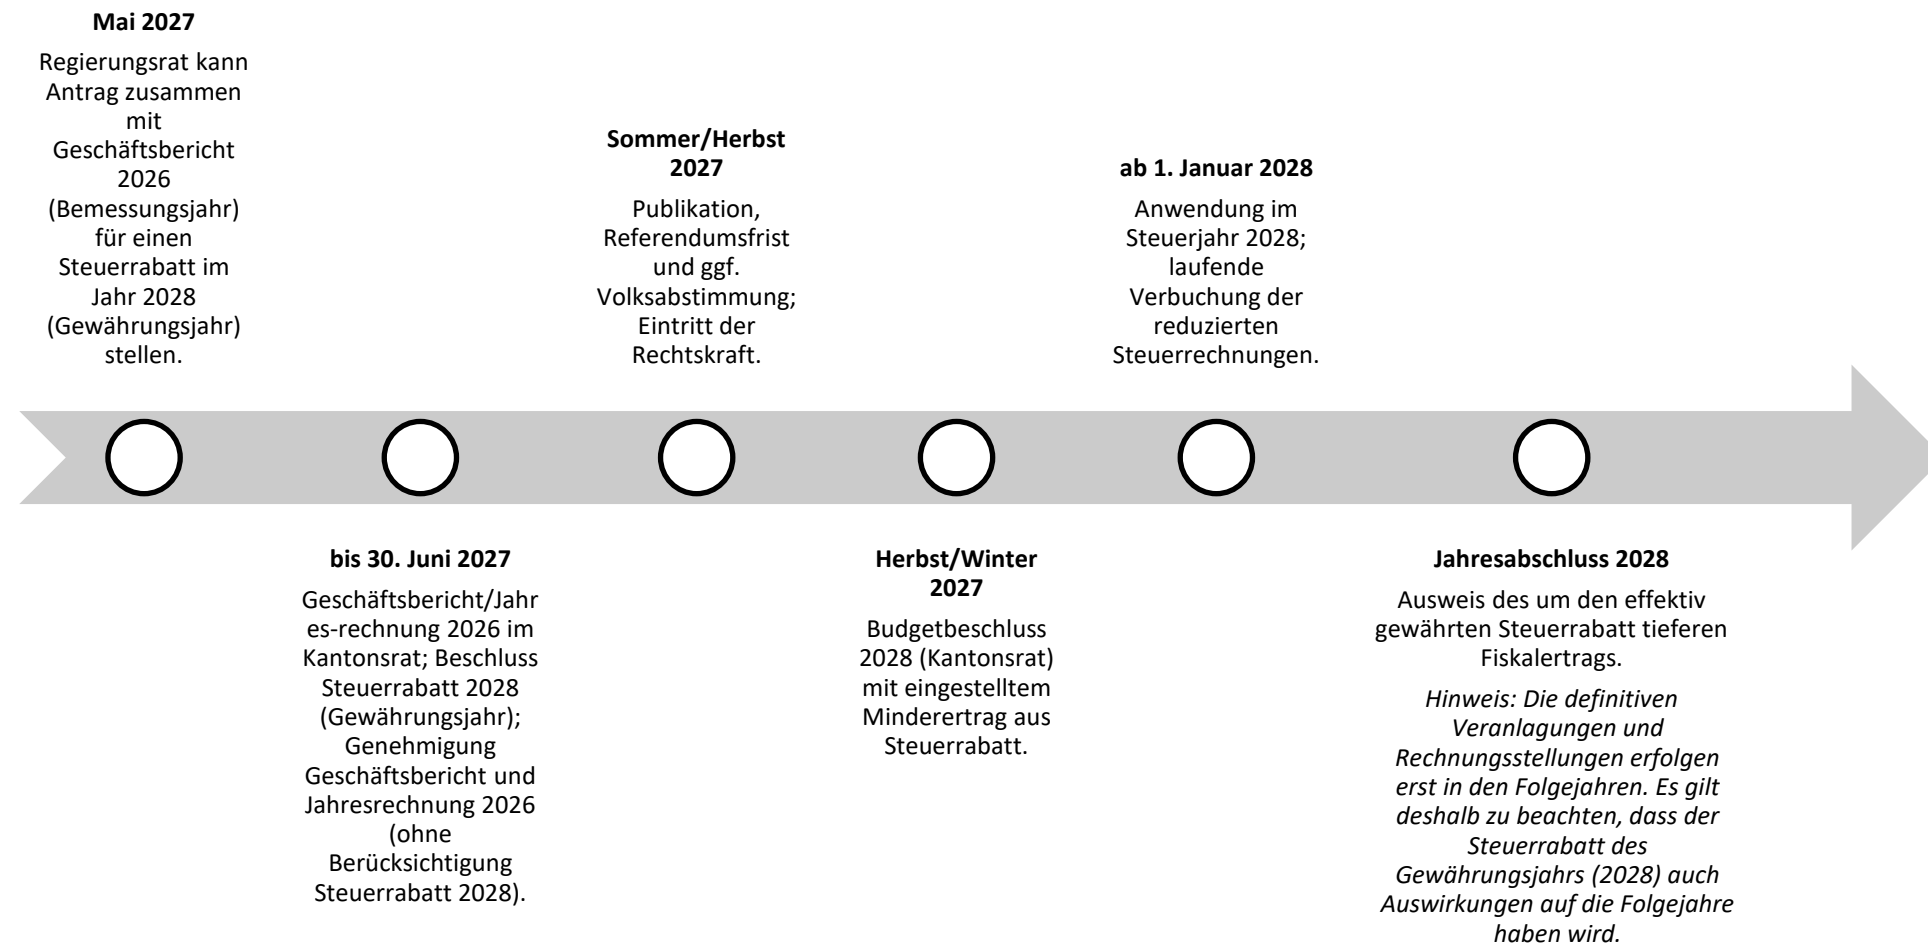 Mai 2027
Regierungsrat kann
Antrag zusammen
mit
Geschäftsbericht
2026
(Bemessungsjahr)
für einen
Steuerrabatt im
Jahr 2028
(Gewährungsjahr)
stellen.
bis 30. Juni 2027
Geschäftsbericht/Jahr
es-rechnung 2026 im
Kantonsrat; Beschluss
Steuerrabatt 2028
(Gewährungsjahr);
Genehmigung
Geschäftsbericht und
Jahresrechnung 2026
(ohne
Berücksichtigung
Steuerrabatt 2028).
Sommer/Herbst
2027
Publikation,
Referendumsfrist
und ggf.
Volksabstimmung;
Eintritt der
Rechtskraft.
Herbst/Winter
2027
Budgetbeschluss
2028 (Kantonsrat)
mit eingestelltem
Minderertrag aus
Steuerrabatt.
ab 1. Januar 2028
Anwendung im
Steuerjahr 2028;
laufende
Verbuchung der
reduzierten
Steuerrechnungen.
Jahresabschluss 2028
Ausweis des um den effektiv
gewährten Steuerrabatt tieferen
Fiskalertrags.
Hinweis: Die definitiven
Veranlagungen und
Rechnungsstellungen erfolgen
erst in den Folgejahren. Es gilt
deshalb zu beachten, dass der
Steuerrabatt des
Gewährungsjahrs (2028) auch
Auswirkungen auf die Folgejahre
haben wird.